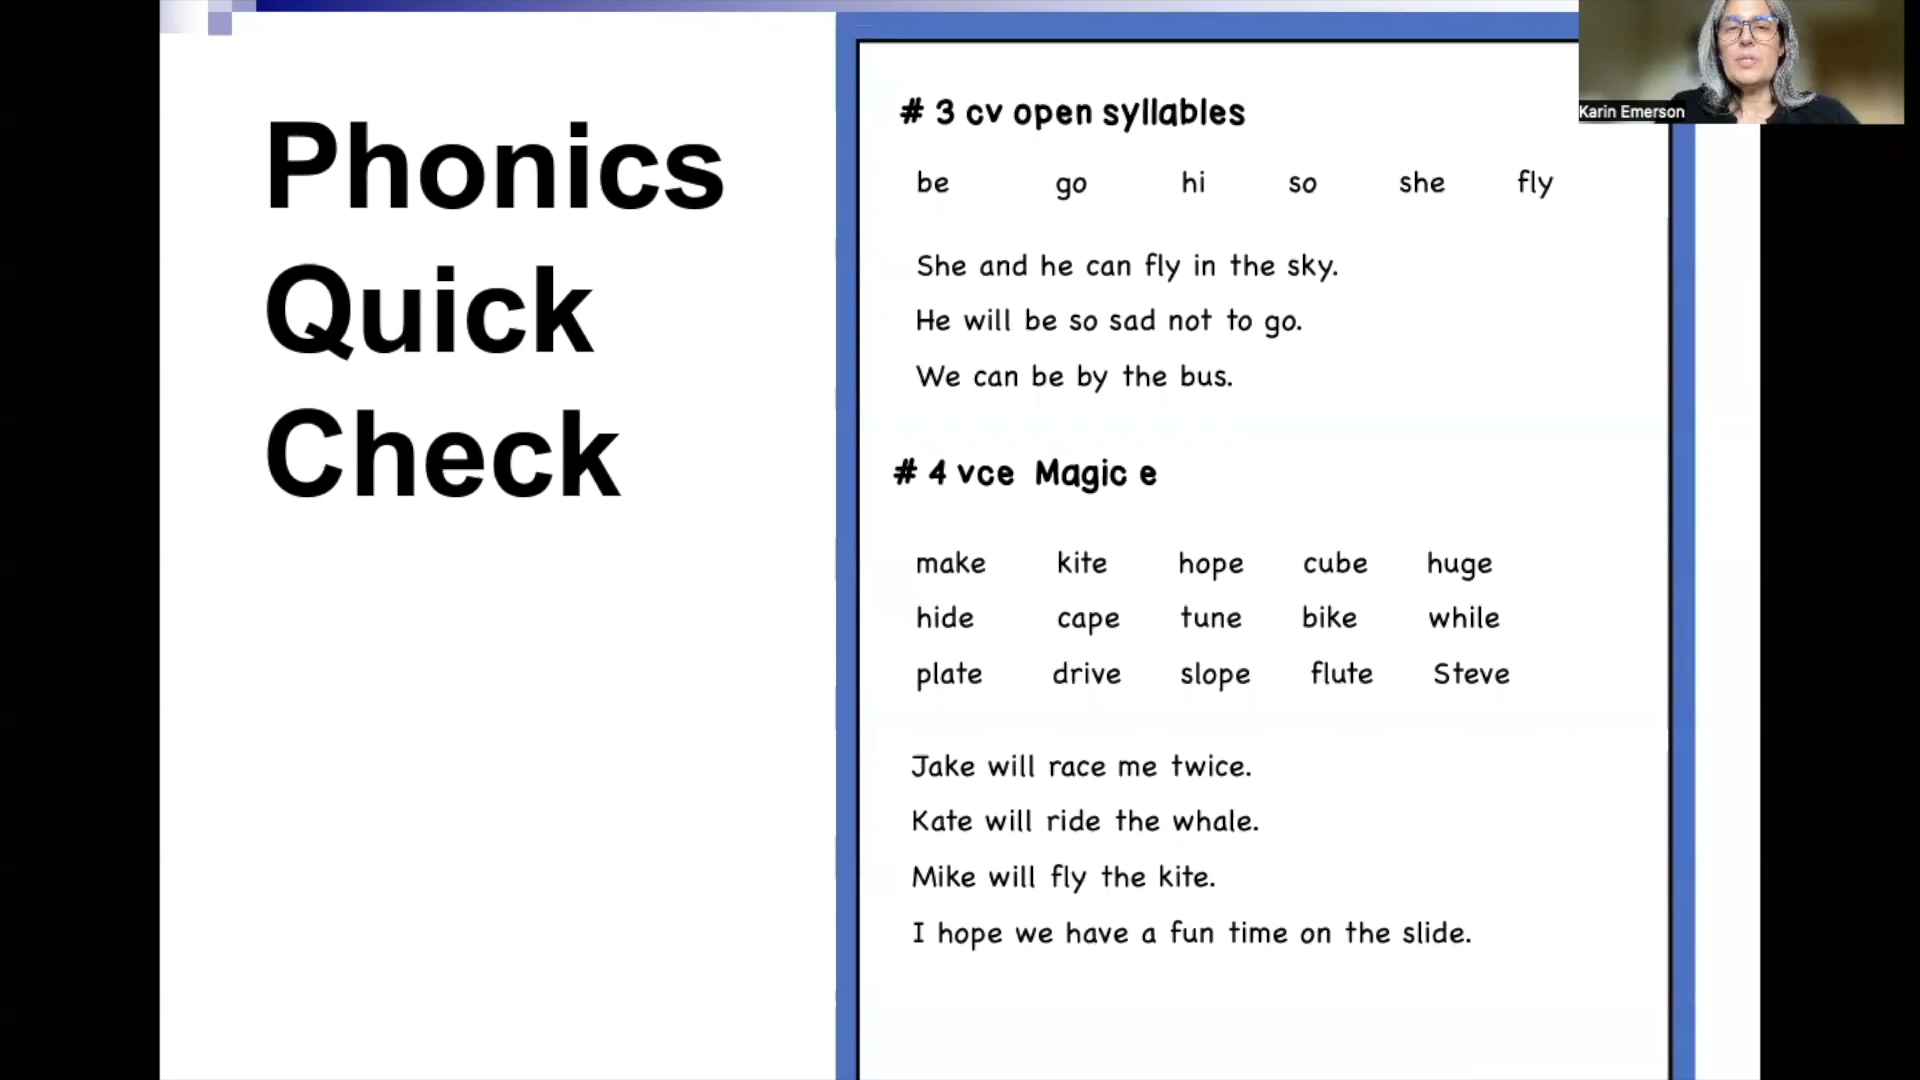 Phonics
Quick
Check
# 3 cv open syllables
be go hi so she fly
She and he can fly in the sky.
He will be so sad not to go.
We can be by the bus.
# 4 vce Magic e
make kite hope cube huge
hide cape tune bike while
plate drive slope flute Steve
Jake will race me twice.
Kate will ride the whale.
Mike will fly the kite.
I hope we have a fun time on the slide.
Karin Emerson